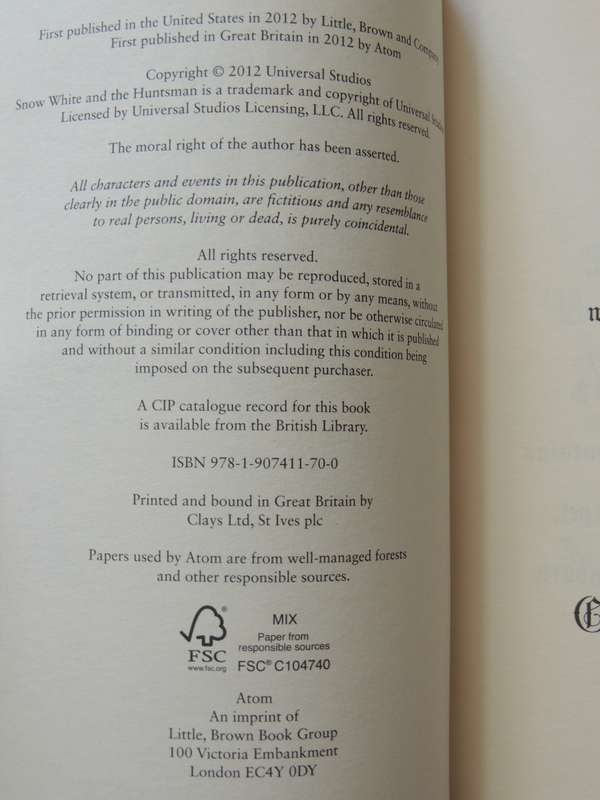 First published in the United States in 2012 by Little, Brown and Company
First published in Great Britain in 2012 by Atom
Copyright © 2012 Universal Studios
Snow White and the Huntsman is a trademark and copyright of Universal
Licensed by Universal Studios Licensing, LLC. All rights reserved.
The moral right of the author has been asserted.
All characters and events in this publication, other than those
clearly in the public domain, are fictitious and any resemblance
to real persons, living or dead, is purely coincidental.
All rights reserved.
No part of this publication may be reproduced, stored in a
retrieval system, or transmitted, in any form or by any means, without
the prior permission in writing of the publisher, nor be otherwise circulated
in any form of binding or cover other than that in which it is published
and without a similar condition including this condition being
imposed on the subsequent purchaser.
A CIP catalogue record for this book
is available from the British Library.
ISBN 978-1-907411-70-0
Printed and bound in Great Britain by
Clays Ltd, St Ives plc
Papers used by Atom are from well-managed forests
and other responsible sources.
FSC®
www.fsc.org
MIX
Paper from
responsible sources
FSC® C104740
Atom
An imprint of
Little, Brown Book Group
100 Victoria Embankment
London EC4Y 0DY